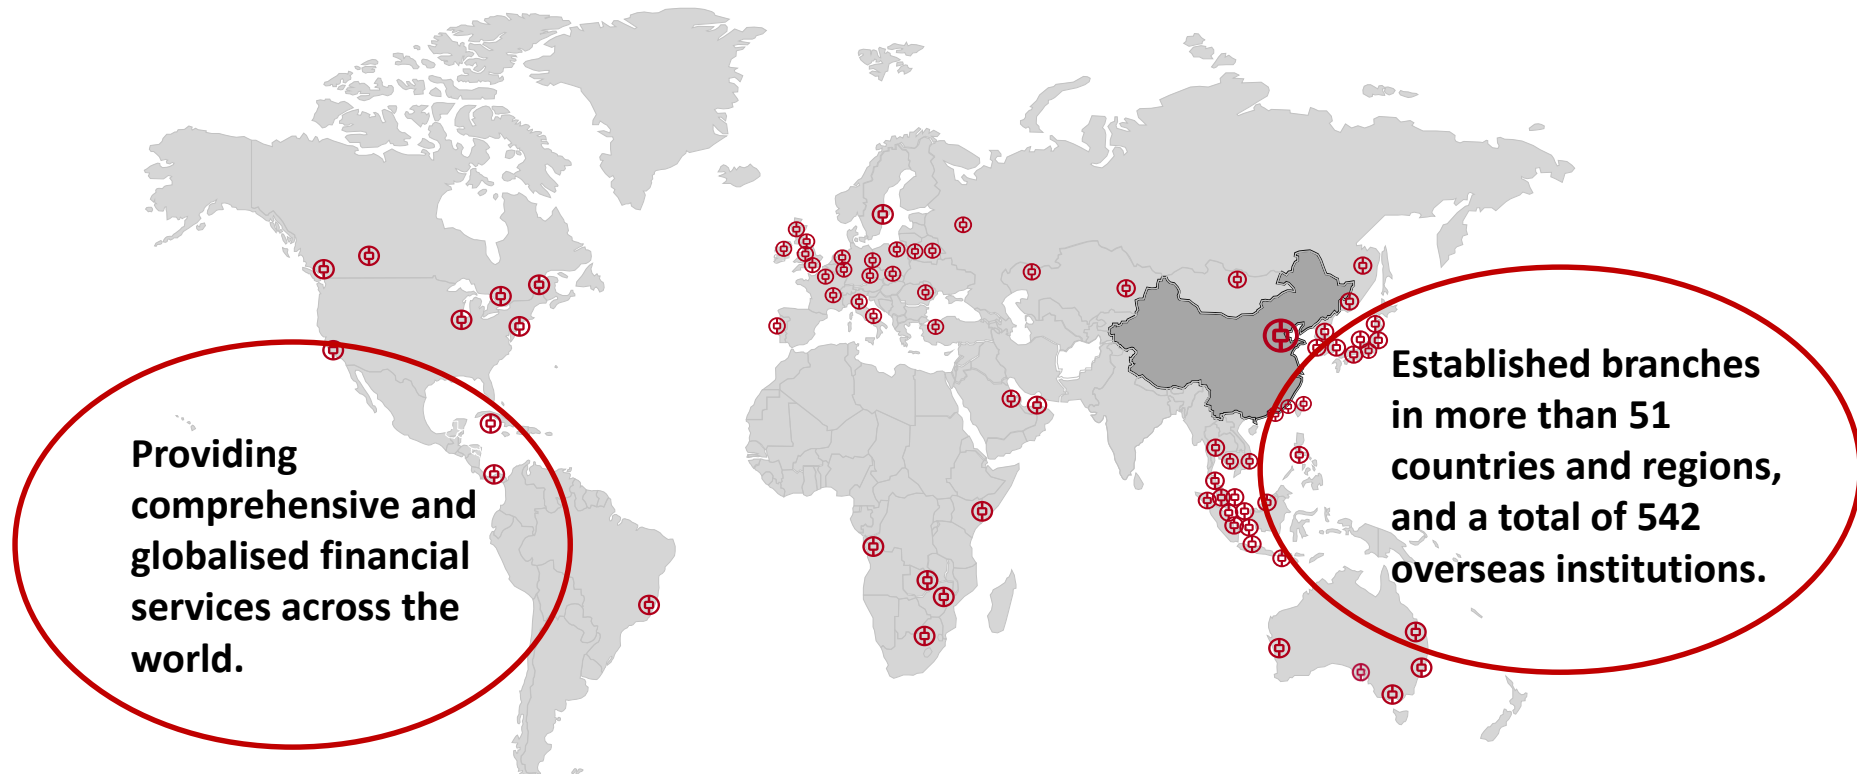 Providing
comprehensive and
globalised financial
services across the
world.
Established branches
in more than 51
countries and regions,
and a total of 542
overseas institutions.